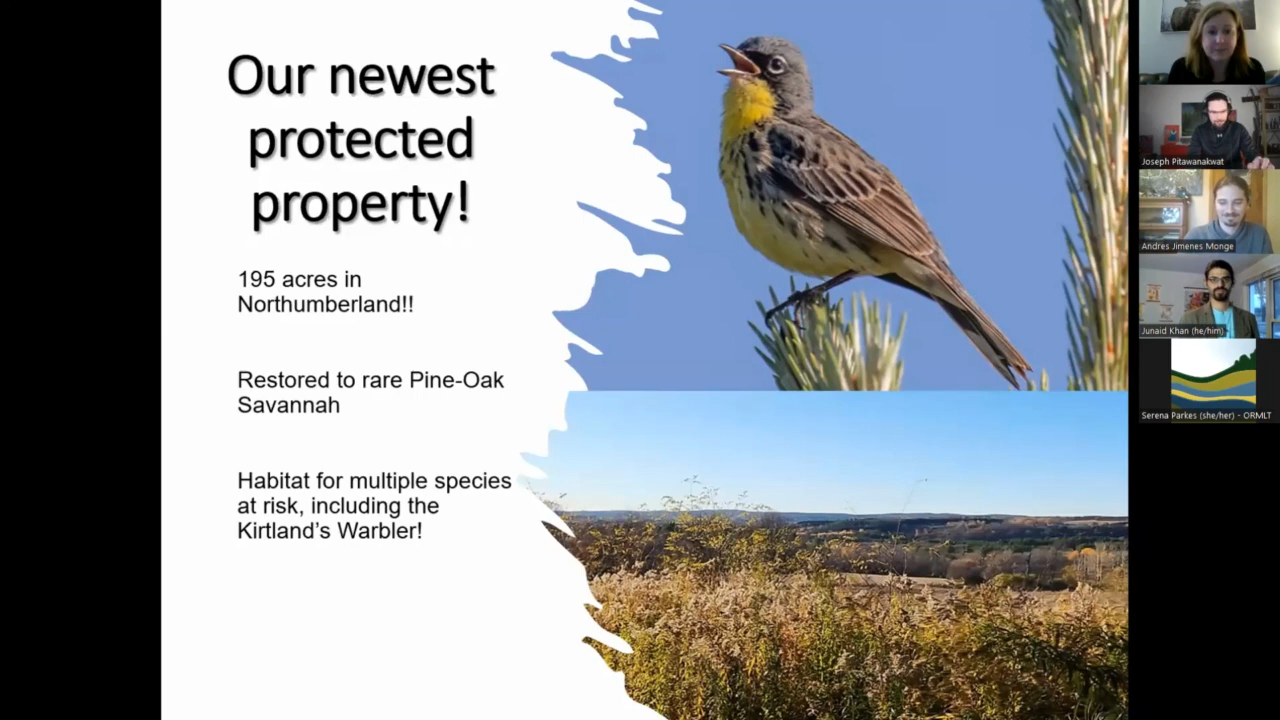 Our newest
protected
property!
195 acres in
Northumberland!!
Restored to rare Pine-Oak
Savannah
Habitat for multiple species
at risk, including the
Kirtland's Warbler!
Joseph Pitawanakwat
Andres Jimenes Monge
Junaid Khan (he/him)
Serena Parkes (she/her) - ORMLT